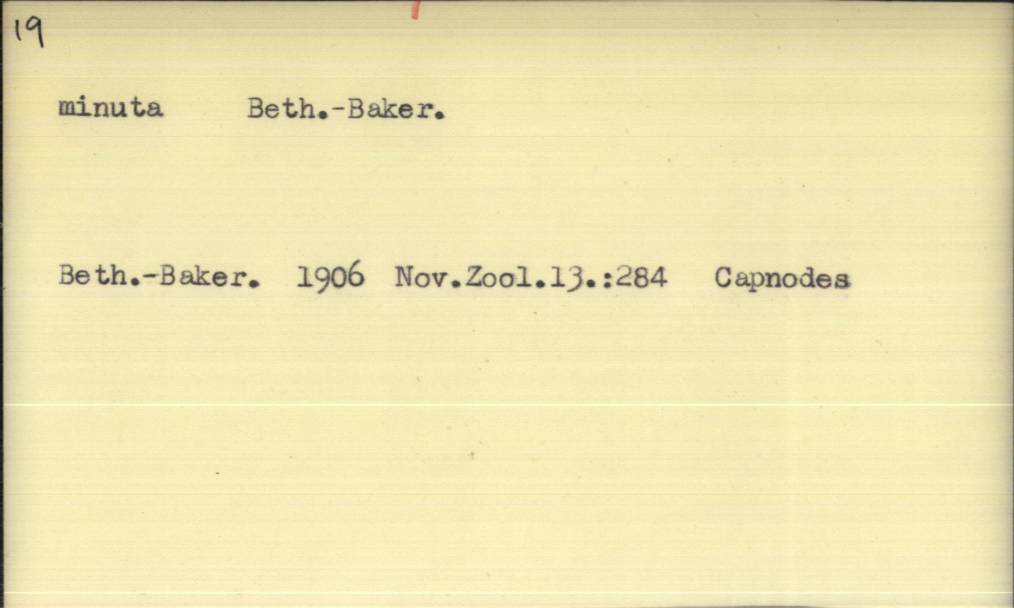 19
minuta Beth.-Baker.
Beth.-Baker. 1906 Nov.Zool.13.:284 Capnodes